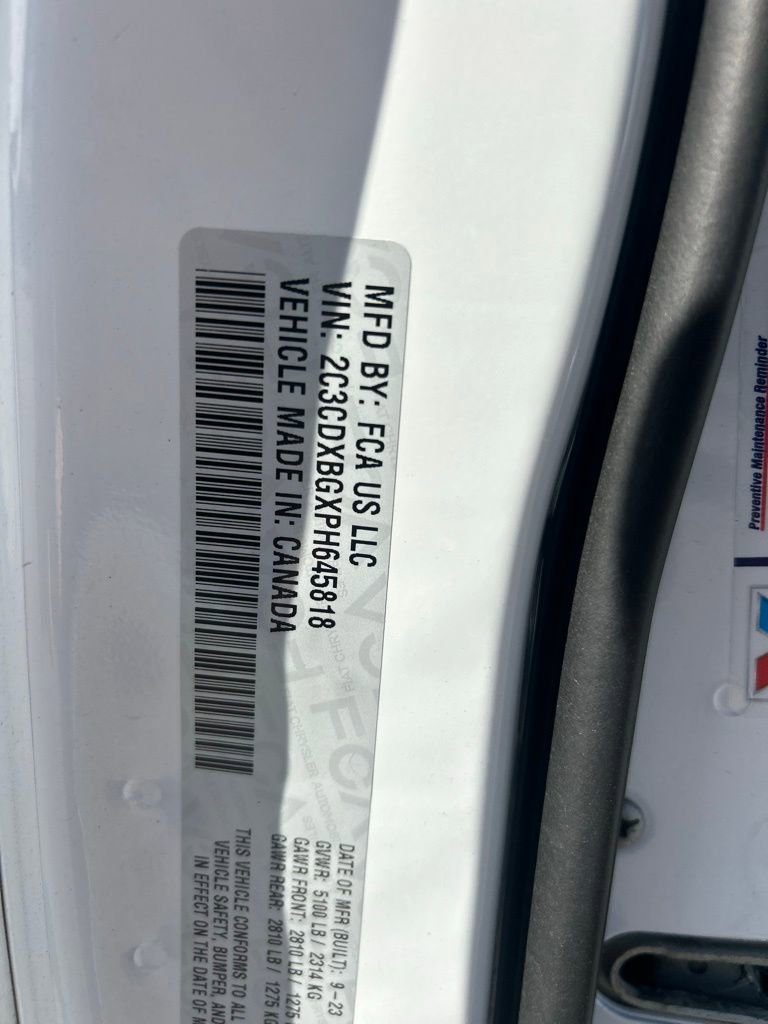 MFD BY: FCA US LLC
VIN: 2C3CDXBGXPH645818
VEHICLE MADE IN: CANADA
DATE OF MFR (BUILT): 9-23
GVWR: 5100 LB / 2314 KG
GAWR FRONT: 2810 LB / 1275
GAWR REAR: 2810 LB / 1275 KG
THIS VEHICLE CONFORMS TO ALL
VEHICLE SAFETY, BUMPER, AND
IN EFFECT ON THE DATE OF M
Preventive Maintenance Reminder